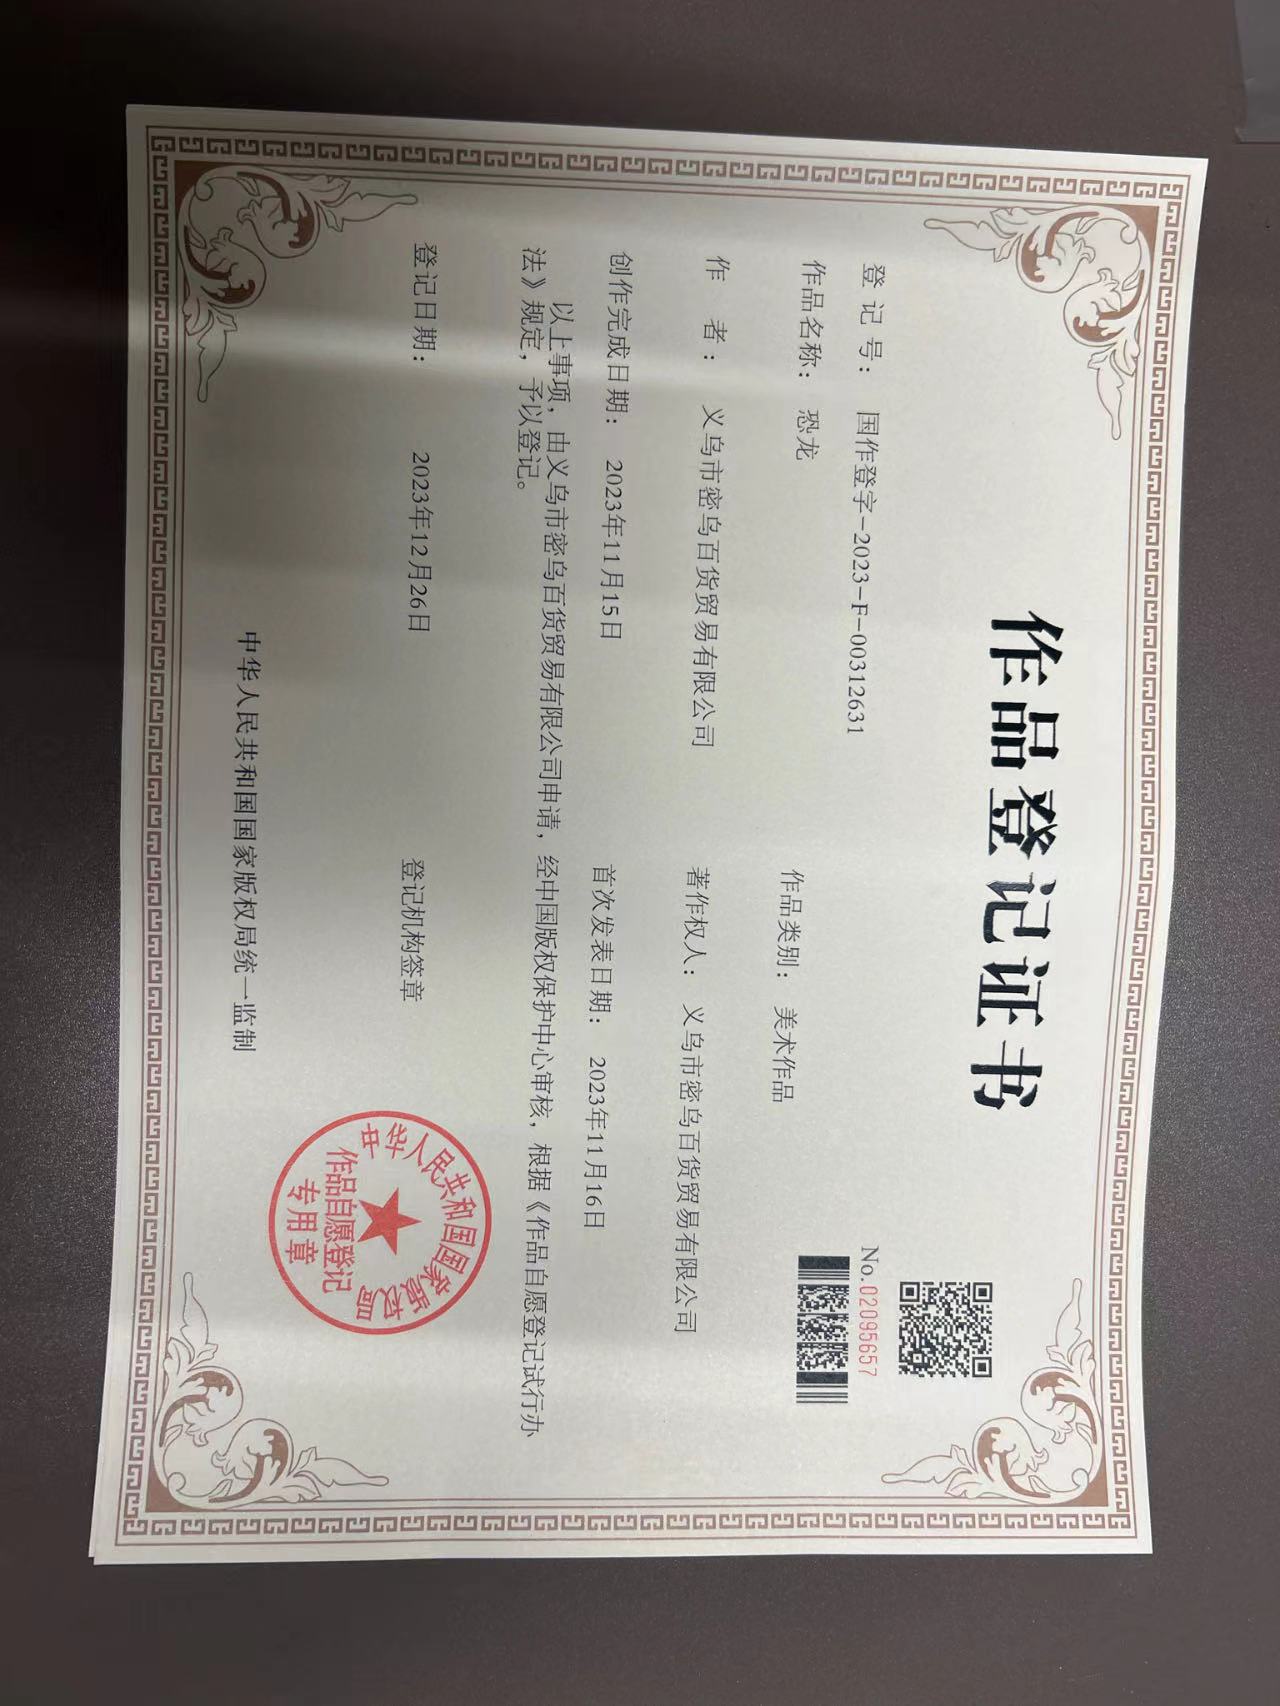 作品登记证书
No.02095657
登 记 号： 国作登字-2023-F-00312631
作品名称： 恐龙 作品类别： 美术作品
作 者： 义乌市密乌百货贸易有限公司 著作权人： 义乌市密乌百货贸易有限公司
创作完成日期： 2023年11月15日 首次发表日期： 2023年11月16日
以上事项，由义乌市密乌百货贸易有限公司申请，经中国版权保护中心审核，根据《作品自愿登记试行办
法》规定，予以登记。
登记日期： 2023年12月26日 登记机构签章
中华人民共和国国家版权局
作品自愿登记
专用章
中华人民共和国国家版权局统一监制